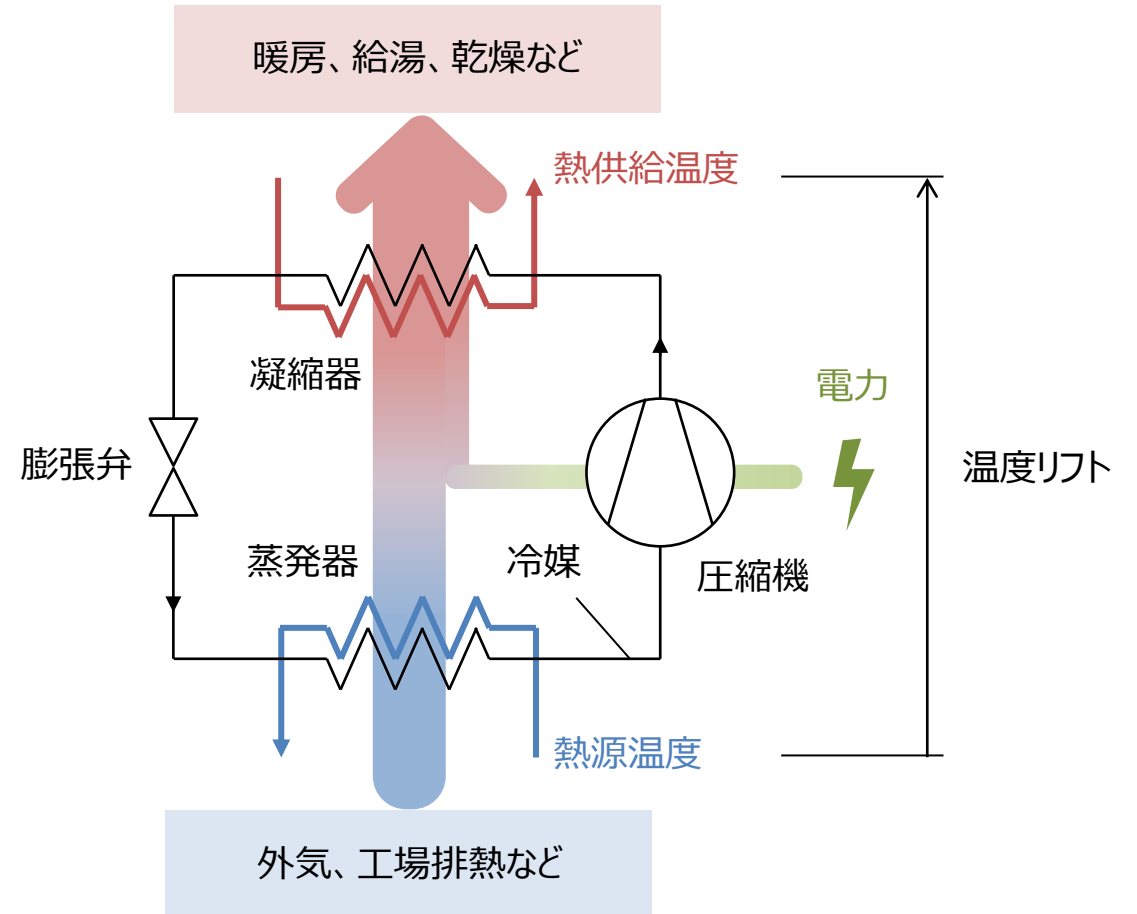 暖房、給湯、乾燥など
熱供給温度
凝縮器
電力
膨張弁
温度リフト
蒸発器
冷媒
圧縮機
熱源温度
外気、工場排熱など